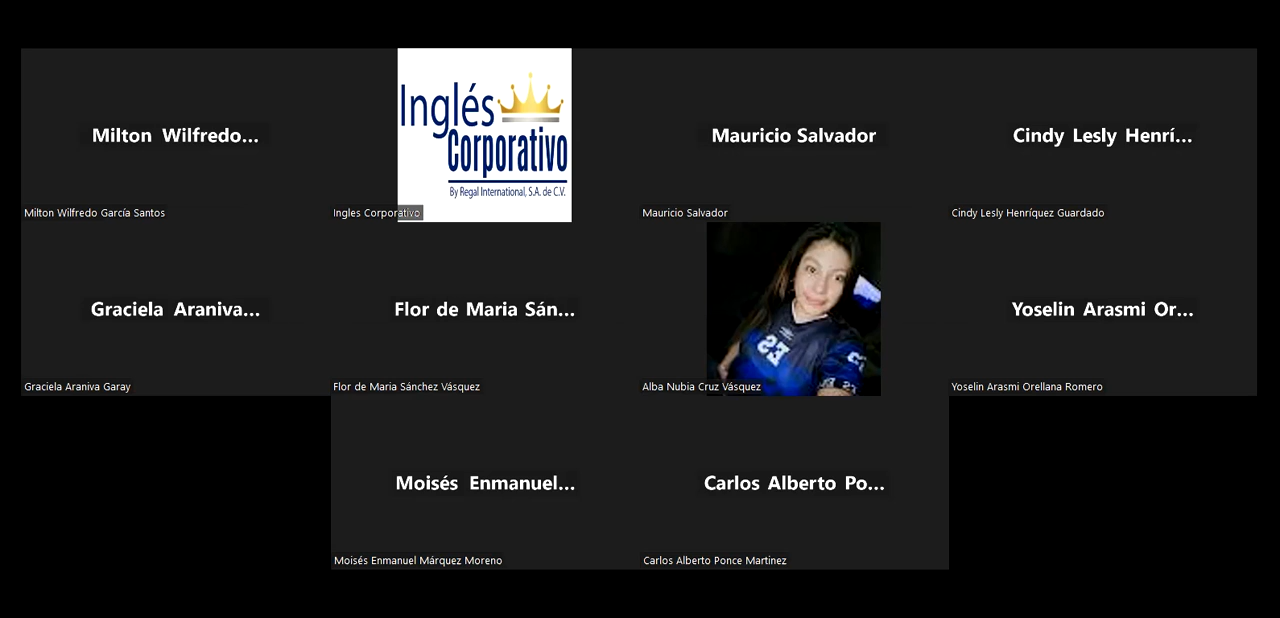 Milton Wilfredo...
Milton Wilfredo García Santos
Inglés
Corporativo
By Regal International, S.A. de C.V.
Ingles Corporativo
Mauricio Salvador
Mauricio Salvador
Cindy Lesly Henrí...
Cindy Lesly Henríquez Guardado
Graciela Araniva...
Graciela Araniva Garay
Flor de Maria Sán...
Flor de Maria Sánchez Vásquez
23
23
Alba Nubia Cruz Vásquez
Yoselin Arasmi Or...
Yoselin Arasmi Orellana Romero
Moisés Enmanuel...
Moisés Enmanuel Márquez Moreno
Carlos Alberto Po...
Carlos Alberto Ponce Martinez